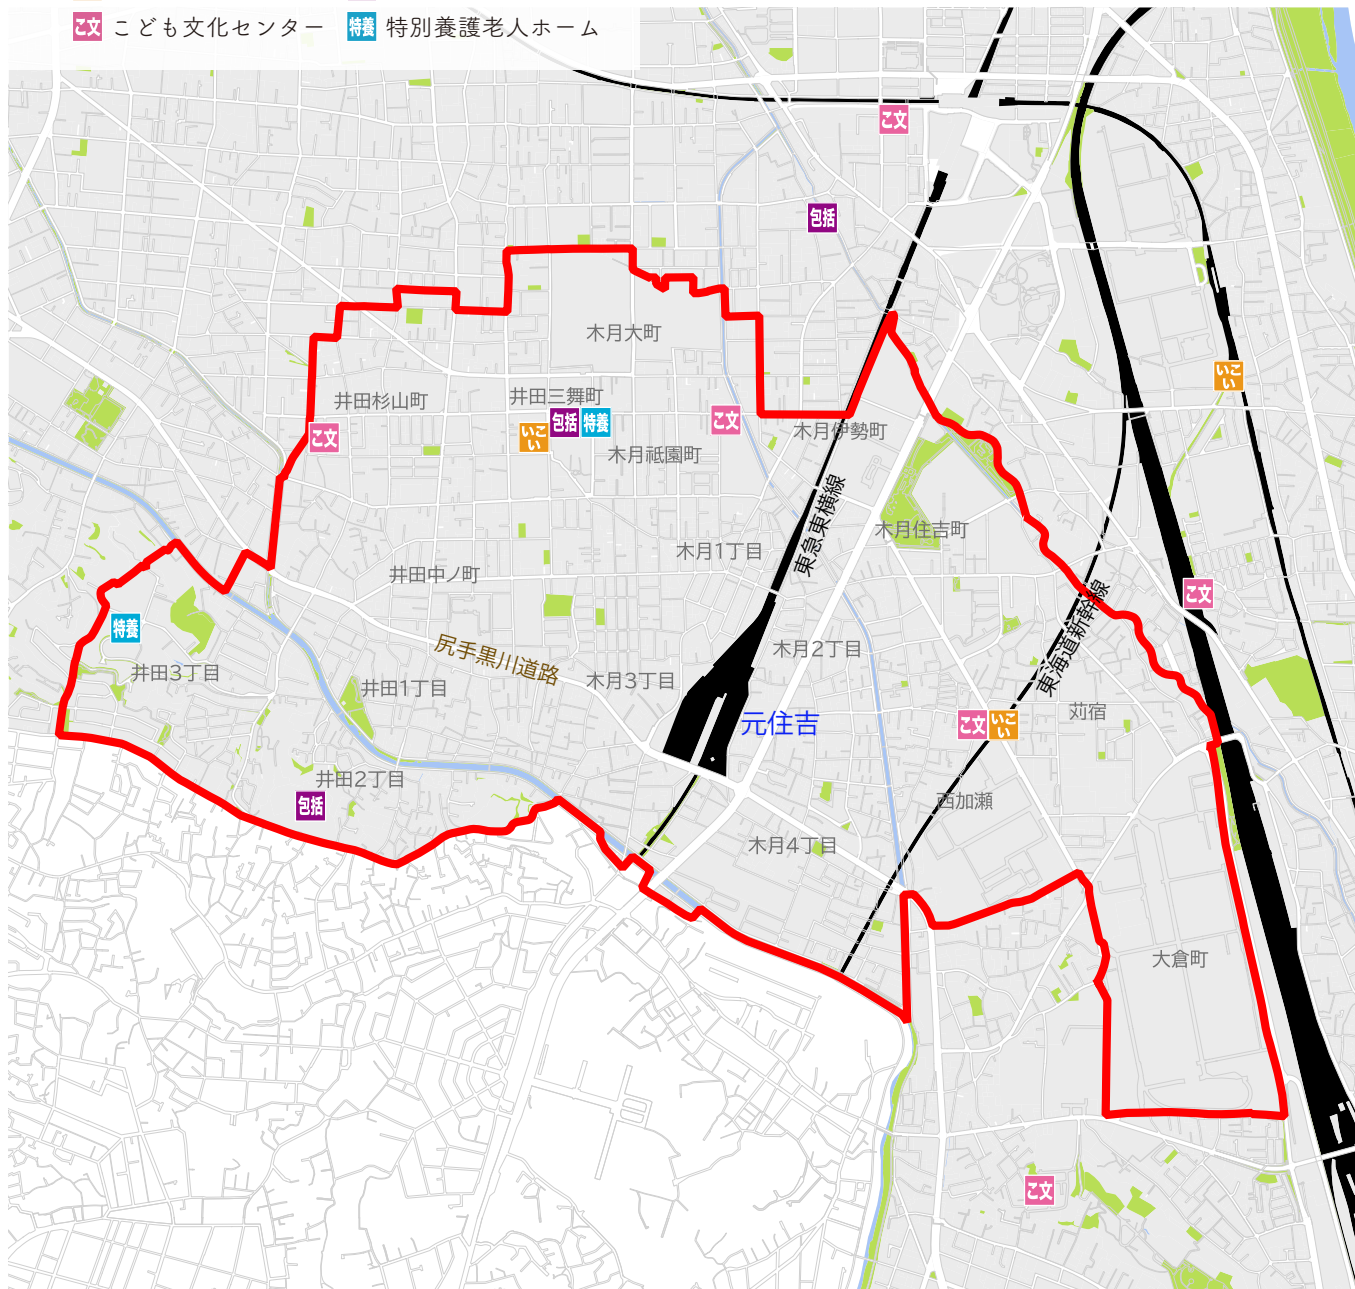 こ文 こども文化センター 特養 特別養護老人ホーム
こ文
包括
木月大町
いこい
井田杉山町
井田三舞町
包括 特養
こ文
いこい
こ文
木月伊勢町
木月祗園町
東急東横線
木月住吉町
木月1丁目
井田中ノ町
こ文
特養
東海道新幹線
尻手黒川道路
木月2丁目
井田3丁目
井田1丁目
木月3丁目
苅宿
元住吉
こ文 いこい
井田2丁目
包括
西加瀬
木月4丁目
大倉町
こ文